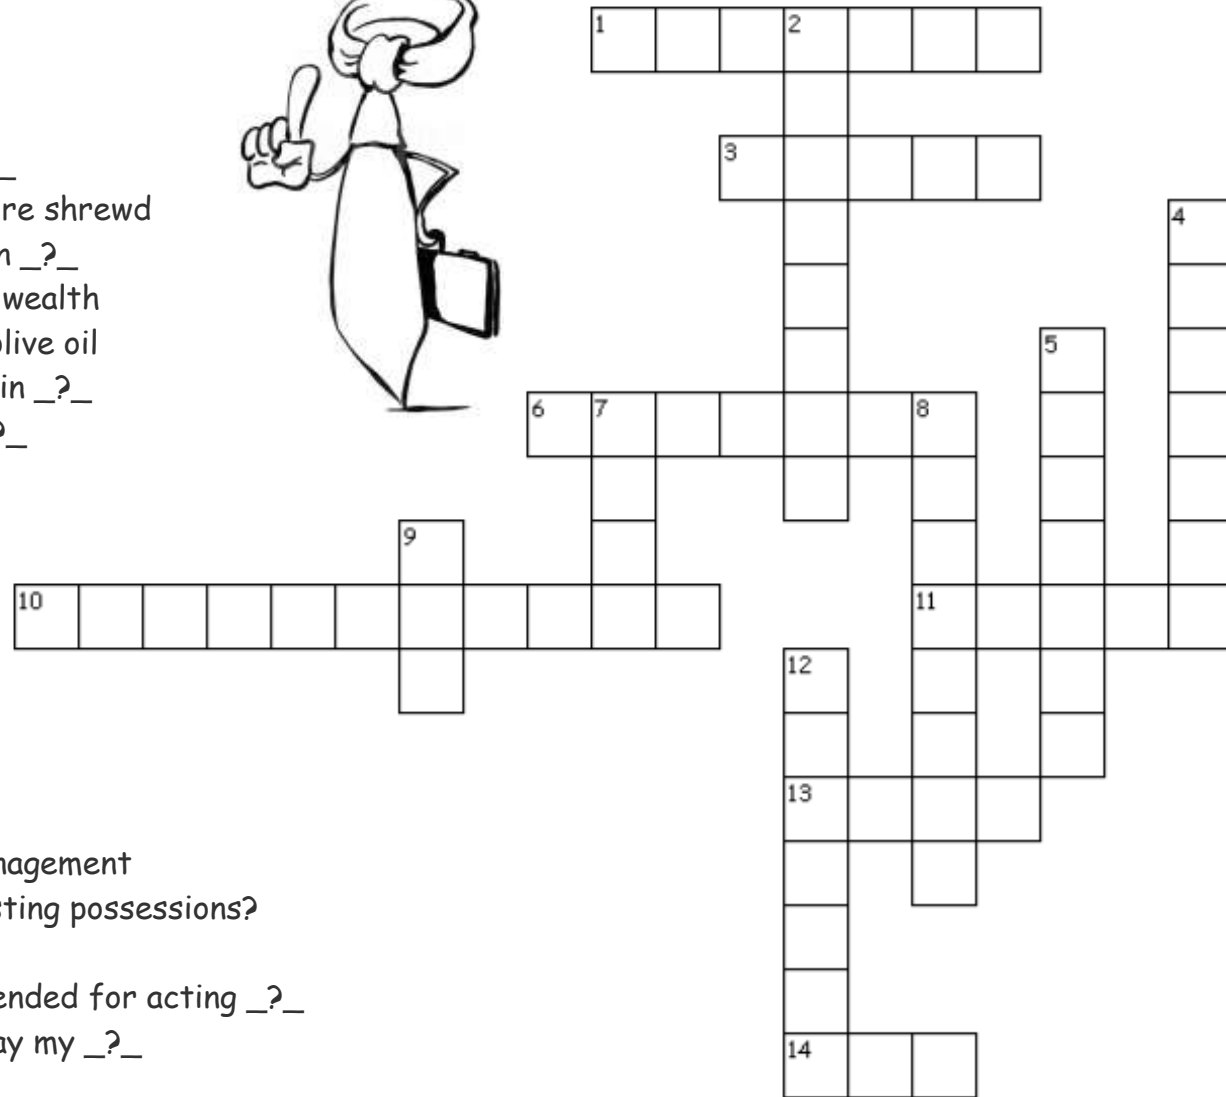 1 2
3
_
re shrewd
4
_?_
wealth
live oil
5
in _?_
_
6 7 8
9
10 11
12
13
nagement
ting possessions?
ended for acting _?_
ay my _?_
14